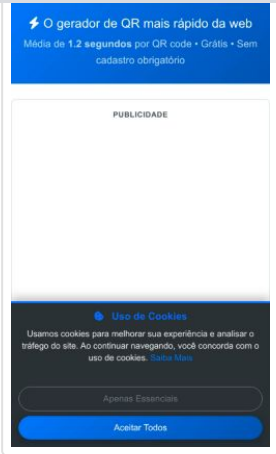 O gerador de QR mais rápido da web
Média de 1.2 segundos por QR code • Grátis • Sem
cadastro obrigatório
PUBLICIDADE
Uso de Cookies
Usamos cookies para melhorar sua experiência e analisar o
tráfego do site. Ao continuar navegando, você concorda com o
uso de cookies. Saiba Mais
Apenas Essenciais
Aceitar Todos